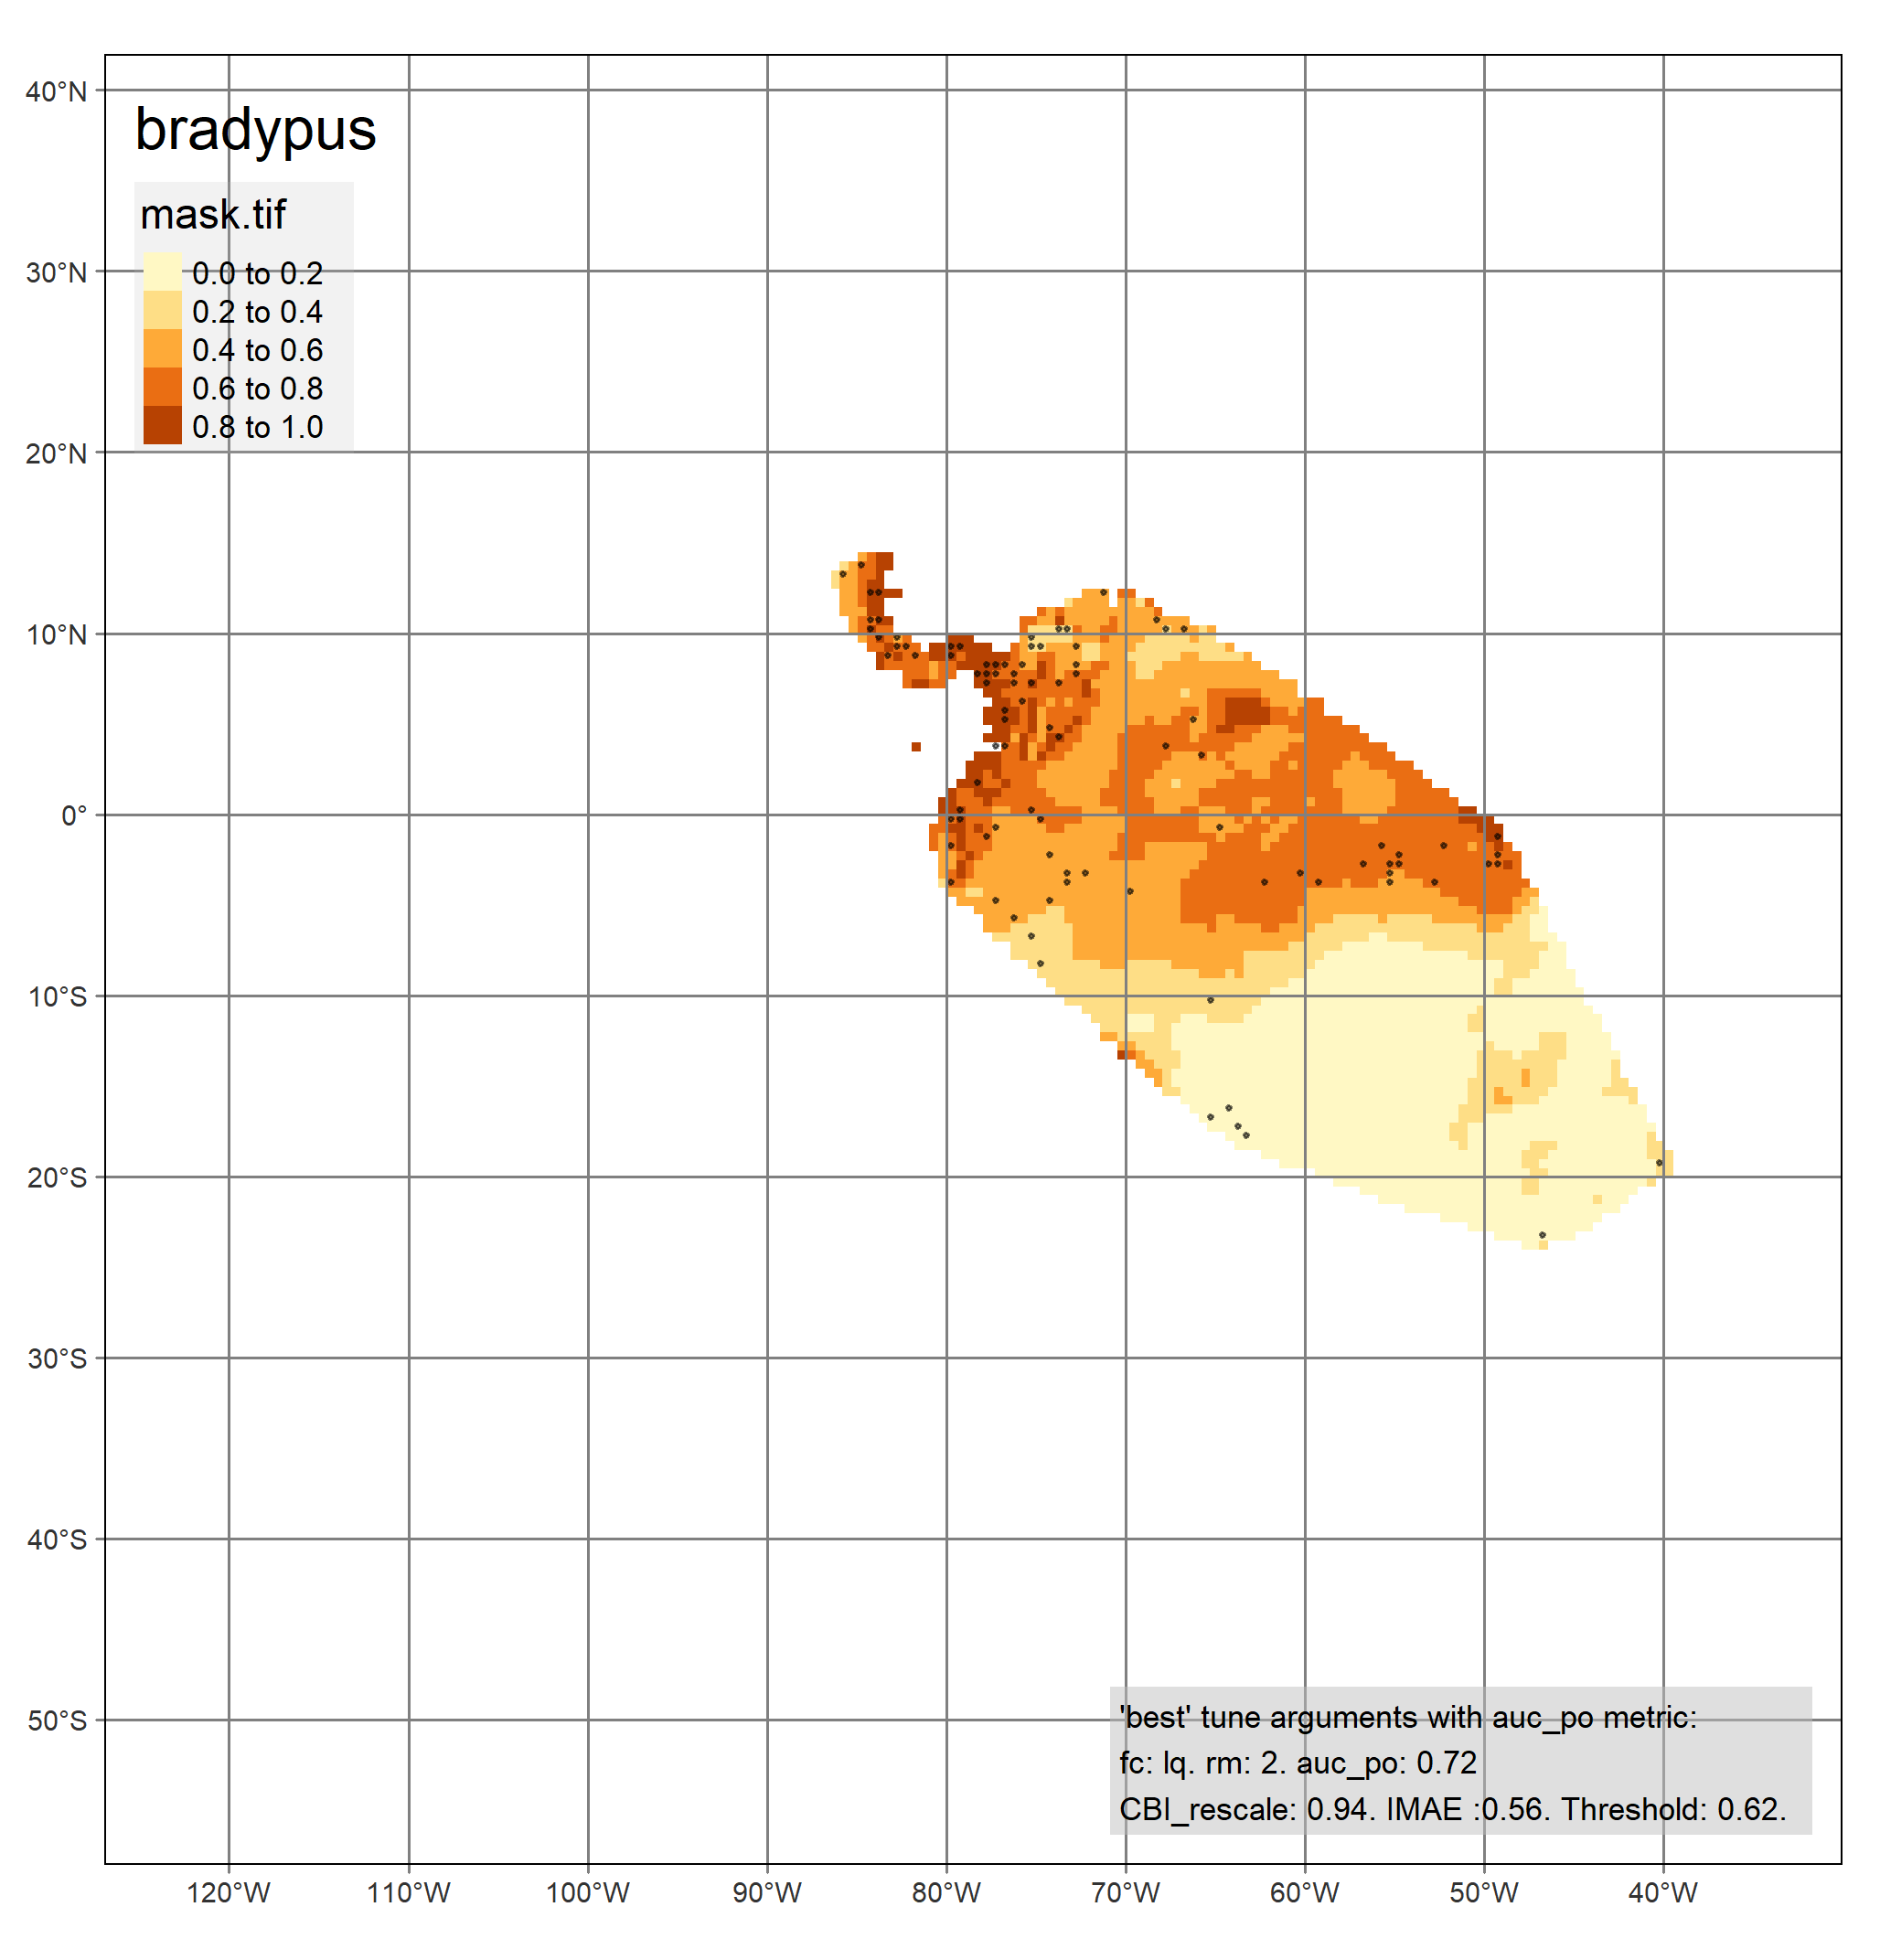 bradypus
mask.tif
0.0 to 0.2
0.2 to 0.4
0.4 to 0.6
0.6 to 0.8
0.8 to 1.0
40°N
30°N
20°N
10°N
0°
10°S
20°S
30°S
40°S
50°S
'best' tune arguments with auc_po metric:
fc: lq. rm: 2. auc_po: 0.72
CBI_rescale: 0.94. IMAE :0.56. Threshold: 0.62.
120°W 110°W 100°W 90°W 80°W 70°W 60°W 50°W 40°W